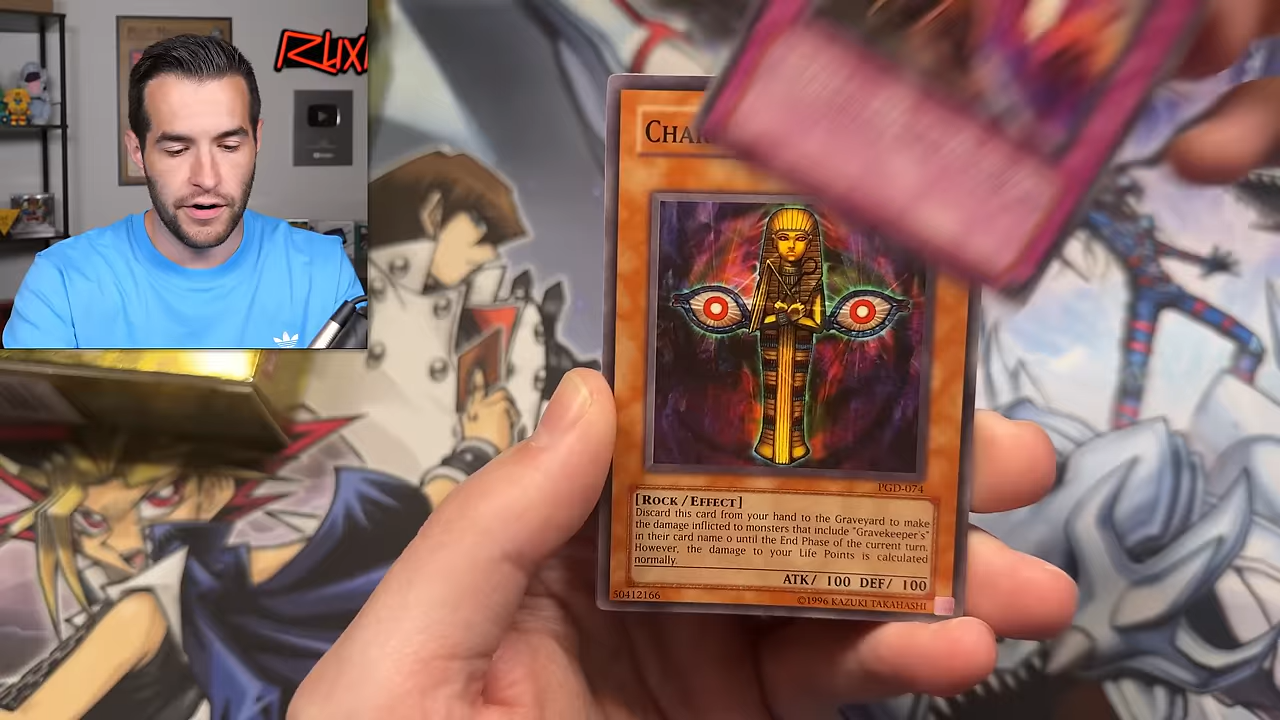 RUX
CHAR
PGD-074
[ROCK / EFFECT]
Discard this card from your hand to the Graveyard to make
the damage inflicted to monsters that include "Gravekeeper's"
in their card name 0 until the End Phase of the current turn.
However, the damage to your Life Points is calculated
normally.
ATK/ 100 DEF/ 100
50412166
©1996 KAZUKI TAKAHASHI
adidas